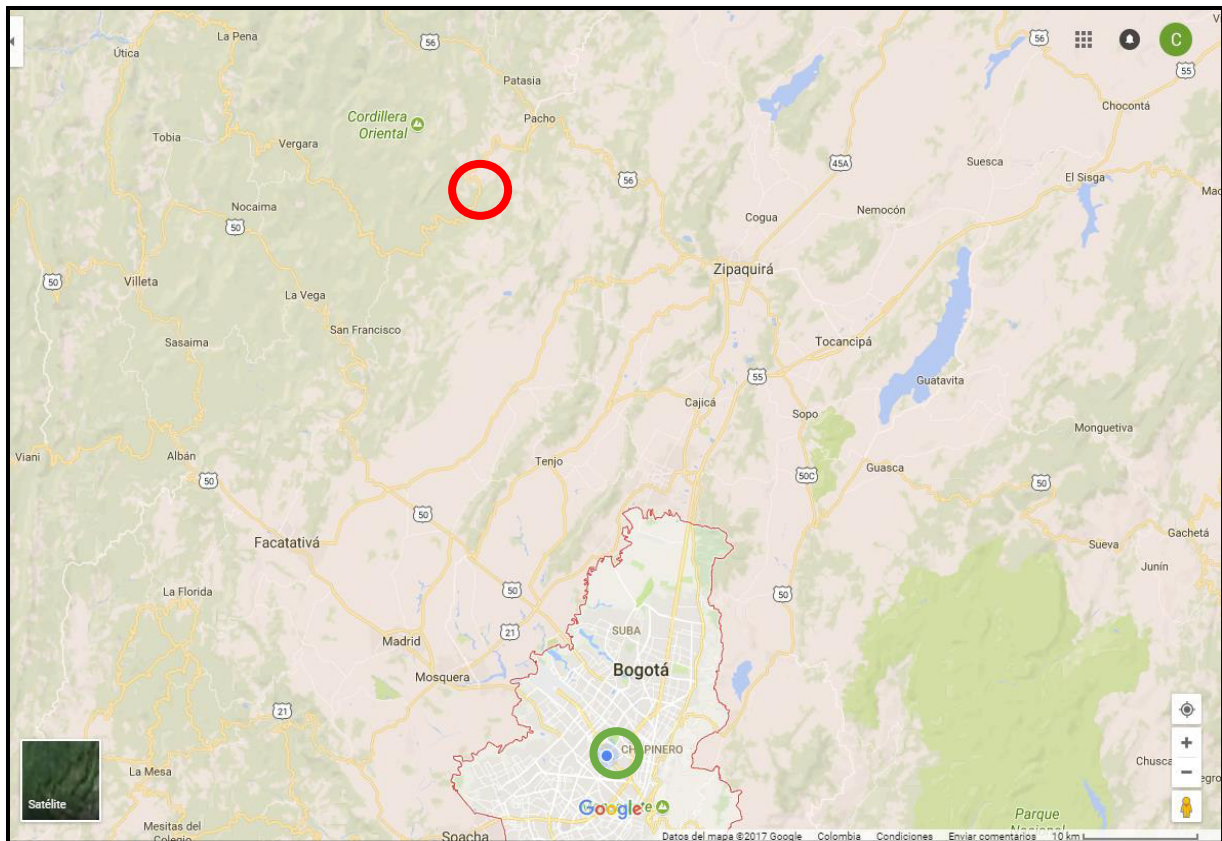 La Pena
56
56
C
Útica
55
Patasia
Chocontá
Cordillera
Oriental
Pacho
Tobia
Vergara
45A
Suesca
El Sisga
56
Nocaima
Nemocón
Cogua
50
Zipaquirá
50
Villeta
La Vega
San Francisco
Sasaima
Tocancipá
55
Guatavita
Cajicá
Sopo
Monguetiva
Viani
Albán
Tenjo
Guasca
50
50C
50
50
Facatativá
Gachetá
Sueva
Junín
La Florida
50
50
SUBA
21
Madrid
Bogotá
Mosquera
21
CHAPINERO
La Mesa
Satélite
Google
Mesitas del
Colegio
Soacha
Parque
Nacional
Datos del mapa ©2017 Google Colombia Condiciones Enviar comentarios 10 km